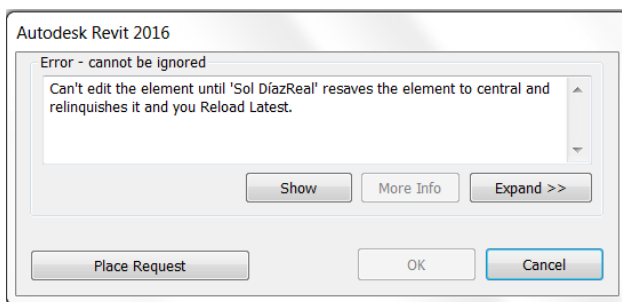 Autodesk Revit 2016
Error - cannot be ignored
Can't edit the element until 'Sol DíazReal' resaves the element to central and
relinquishes it and you Reload Latest.
Show More Info Expand >>
Place Request OK Cancel